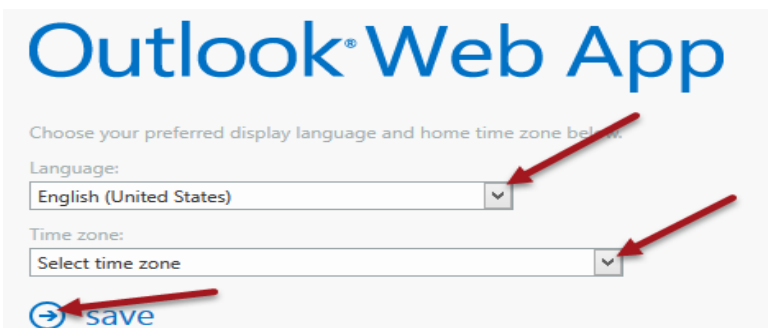 Outlook® Web App
Choose your preferred display language and home time zone below.
Language:
English (United States)
Time zone:
Select time zone
save